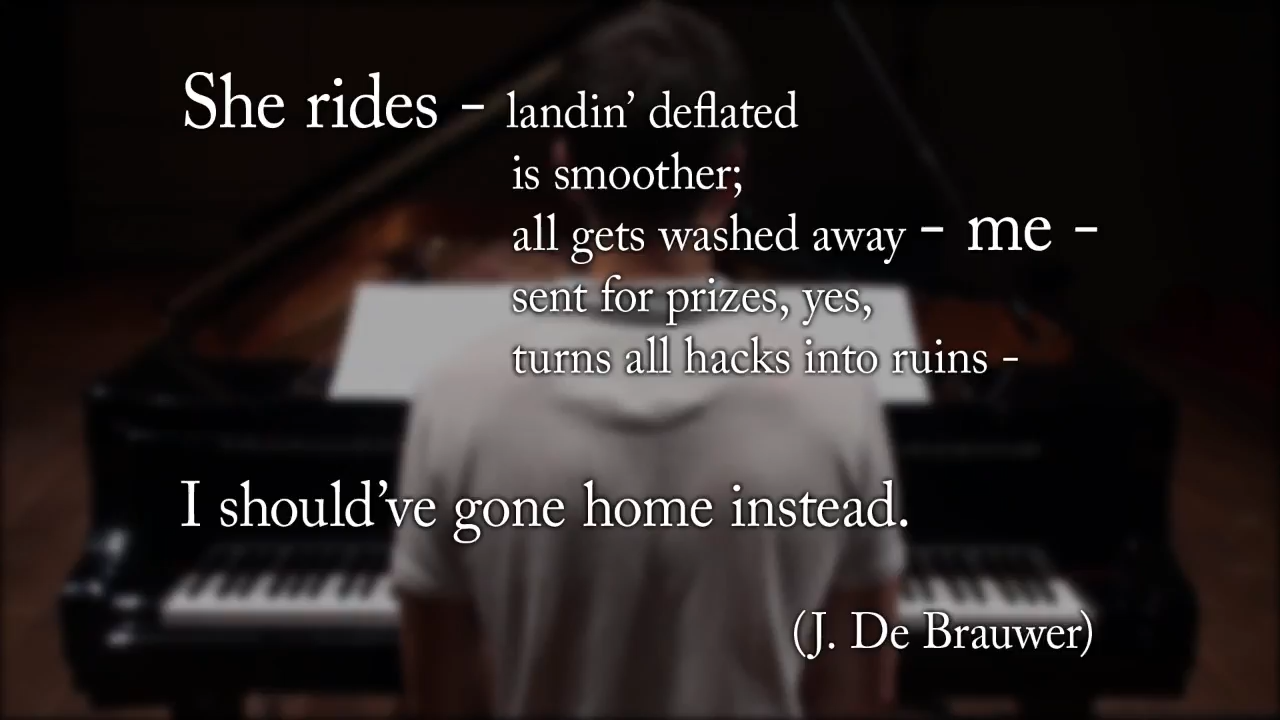 She rides - landin’ deflated
is smoother;
all gets washed away - me -
sent for prizes, yes,
turns all hacks into ruins -
I should’ve gone home instead.
(J. De Brauwer)